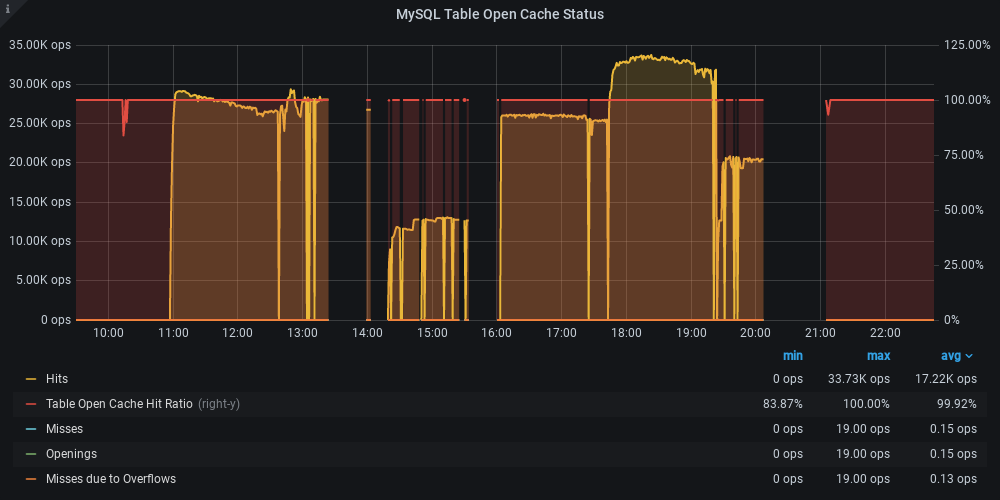 MySQL Table Open Cache Status
35.00K ops 125.00%
30.00K ops 100.00%
25.00K ops
20.00K ops 75.00%
15.00K ops 50.00%
10.00K ops
5.00K ops 25.00%
0 ops 0%
10:00 11:00 12:00 13:00 14:00 15:00 16:00 17:00 18:00 19:00 20:00 21:00 22:00
min max avg
Hits 0 ops 33.73K ops 17.22K ops
Table Open Cache Hit Ratio (right-y) 83.87% 100.00% 99.92%
Misses 0 ops 19.00 ops 0.15 ops
Openings 0 ops 19.00 ops 0.15 ops
Misses due to Overflows 0 ops 19.00 ops 0.13 ops